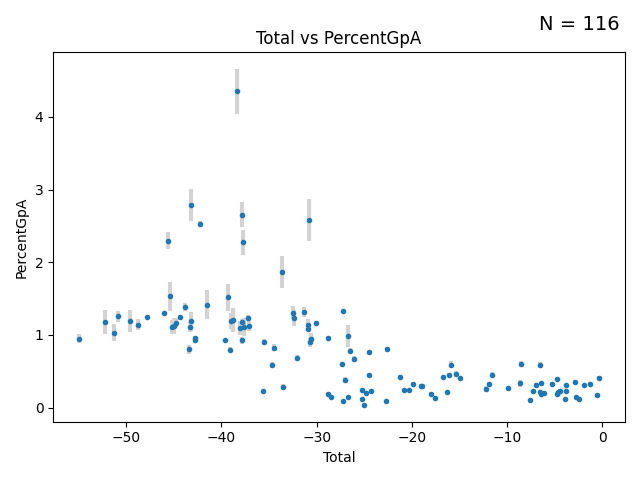 N = 116
Total vs PercentGpA
PercentGpA
4
3
2
1
0
−50 −40 −30 −20 −10 0
Total